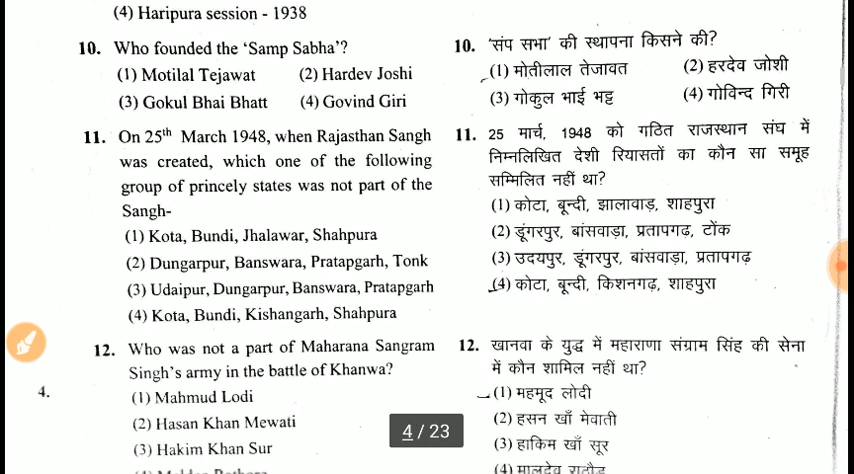 (4) Haripura session - 1938
10. Who founded the ‘Samp Sabha’?
(1) Motilal Tejawat (2) Hardev Joshi
(3) Gokul Bhai Bhatt (4) Govind Giri
11. On 25th March 1948, when Rajasthan Sangh
was created, which one of the following
group of princely states was not part of the
Sangh-
(1) Kota, Bundi, Jhalawar, Shahpura
(2) Dungarpur, Banswara, Pratapgarh, Tonk
(3) Udaipur, Dungarpur, Banswara, Pratapgarh
(4) Kota, Bundi, Kishangarh, Shahpura
12. Who was not a part of Maharana Sangram
Singh’s army in the battle of Khanwa?
4.
(1) Mahmud Lodi
(2) Hasan Khan Mewati
(3) Hakim Khan Sur
10. ‘संप सभा’ की स्थापना किसने की?
(1) मोतीलाल तेजावत (2) हरदेव जोशी
(3) गोकुल भाई भट्ट (4) गोविन्द गिरी
11. 25 मार्च, 1948 को गठित राजस्थान संघ में
निम्नलिखित देशी रियासतों का कौन सा समूह
सम्मिलित नहीं था?
(1) कोटा, बून्दी, झालावाड़, शाहपुरा
(2) डूंगरपुर, बांसवाड़ा, प्रतापगढ़, टोंक
(3) उदयपुर, डूंगरपुर, बांसवाड़ा, प्रतापगढ़
(4) कोटा, बून्दी, किशनगढ़, शाहपुरा
12. खानवा के युद्ध में महाराणा संग्राम सिंह की सेना
में कौन शामिल नहीं था?
(1) महमूद लोदी
(2) हसन खाँ मेवाती
(3) हाकिम खाँ सूर
(4) मालदेव राठौड़
4 / 23